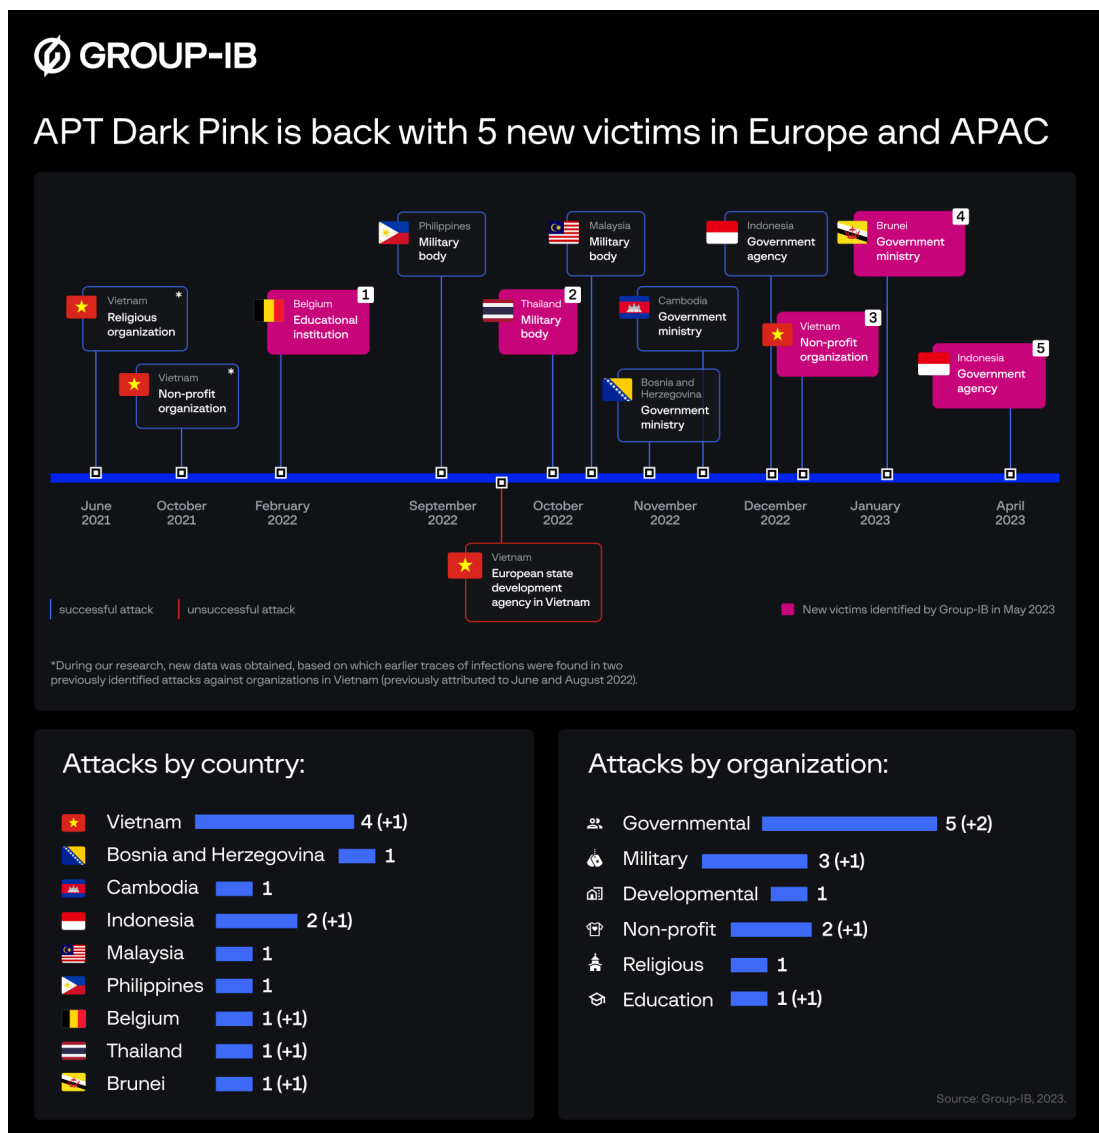 GROUP-IB
APT Dark Pink is back with 5 new victims in Europe and APAC
Philippines
Military
body
Malaysia
Military
body
Indonesia
Government
agency
4
Brunei
Government
ministry
*
Vietnam
Religious
organization
1
Belgium
Educational
institution
2
Thailand
Military
body
Cambodia
Government
ministry
3
Vietnam
Non-profit
organization
5
Indonesia
Government
agency
*
Vietnam
Non-profit
organization
Bosnia and
Herzegovina
Government
ministry
June
2021
October
2021
February
2022
September
2022
October
2022
November
2022
December
2022
January
2023
April
2023
Vietnam
European state
development
agency in Vietnam
successful attack
unsuccessful attack
New victims identified by Group-IB in May 2023
*During our research, new data was obtained, based on which earlier traces of infections were found in two
previously identified attacks against organizations in Vietnam (previously attributed to June and August 2022).
Attacks by country:
Vietnam 4 (+1)
Bosnia and Herzegovina 1
Cambodia 1
Indonesia 2 (+1)
Malaysia 1
Philippines 1
Belgium 1 (+1)
Thailand 1 (+1)
Brunei 1 (+1)
Attacks by organization:
Governmental 5 (+2)
Military 3 (+1)
Developmental 1
Non-profit 2 (+1)
Religious 1
Education 1 (+1)
Source: Group-IB, 2023.